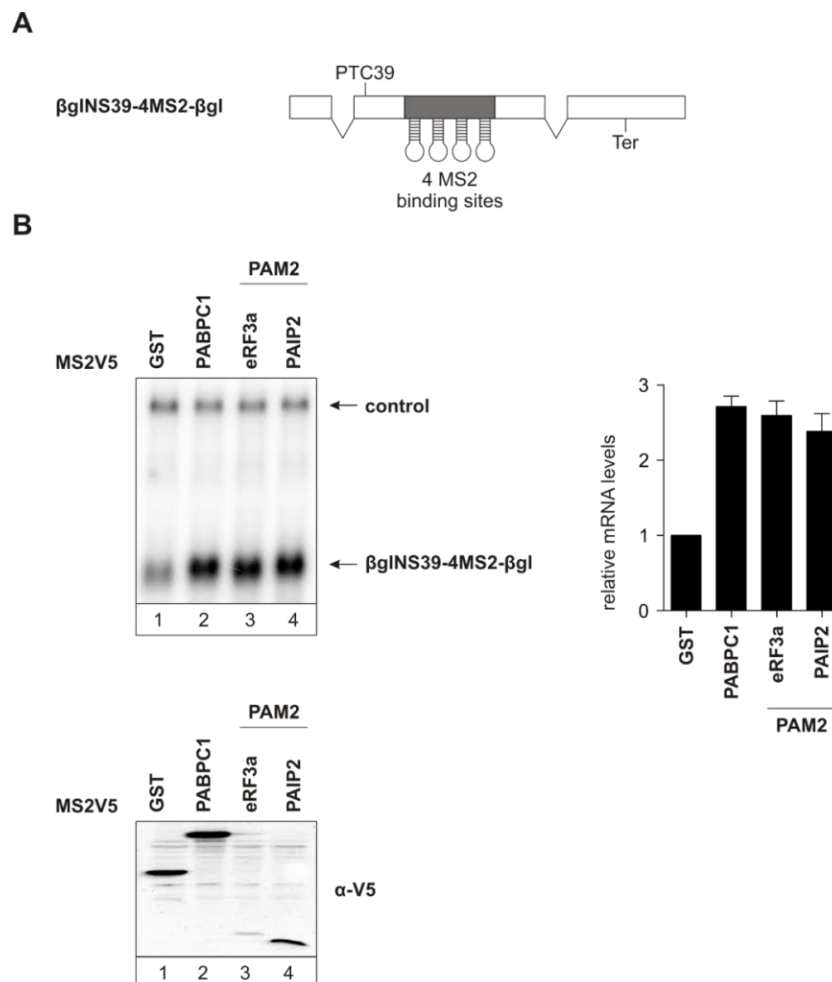 A
PTC39
βglNS39-4MS2-βgl
Ter
4 MS2
binding sites
B
PAM2
MS2V5 GST PABPC1 eRF3a PAIP2
control
βglNS39-4MS2-βgl
1 2 3 4
relative mRNA levels
3
2
1
0
GST PABPC1 eRF3a PAIP2
PAM2
PAM2
MS2V5 GST PABPC1 eRF3a PAIP2
α-V5
1 2 3 4